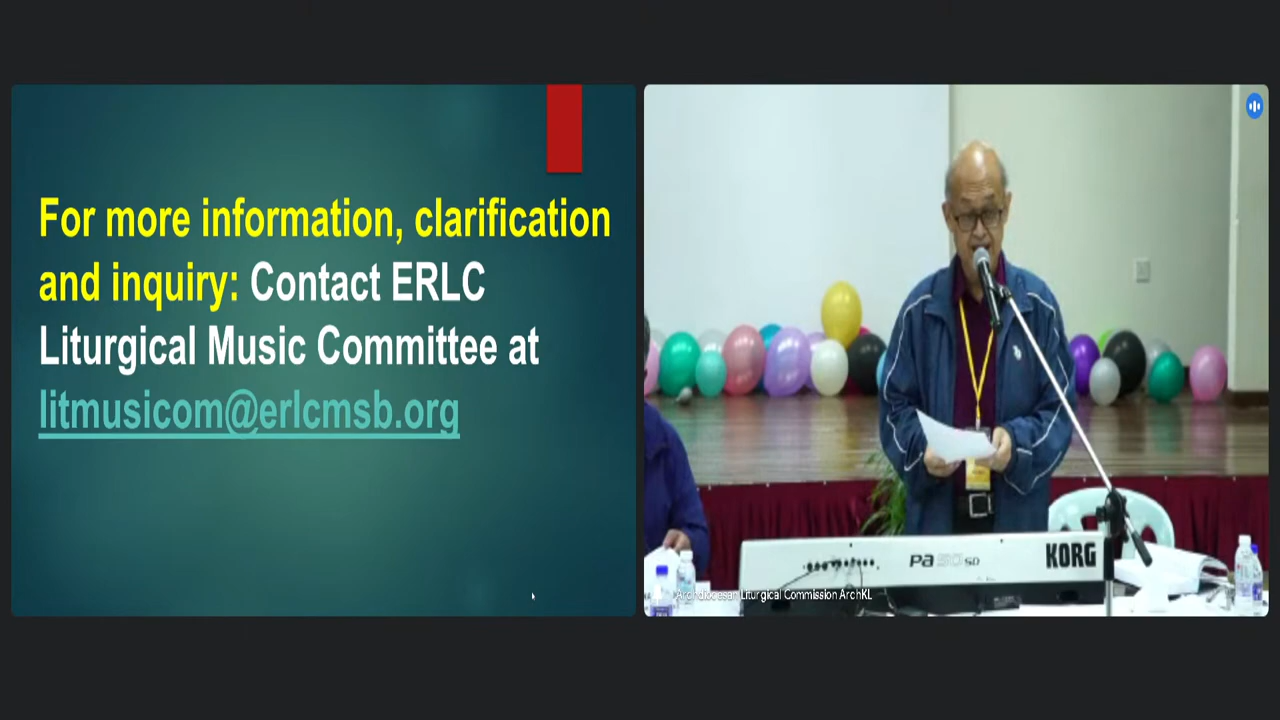 For more information, clarification
and inquiry: Contact ERLC
Liturgical Music Committee at
litmusicom@erlcmsb.org
Pa 50 SD
KORG
Archdiocesan Liturgical Commission ArchKL